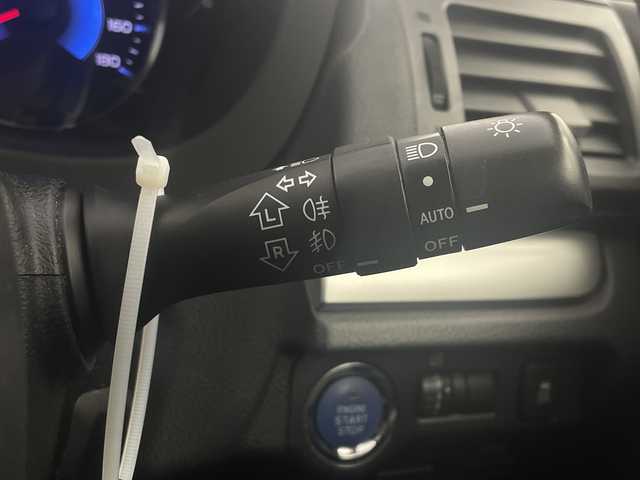 160
180
L
R
OFF
AUTO
OFF
ENGINE
START
STOP